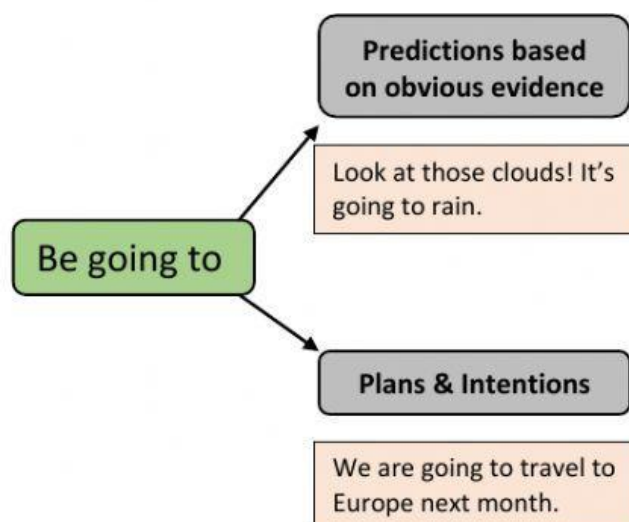 Predictions based
on obvious evidence
Look at those clouds! It's
going to rain.
Be going to
Plans & Intentions
We are going to travel to
Europe next month.